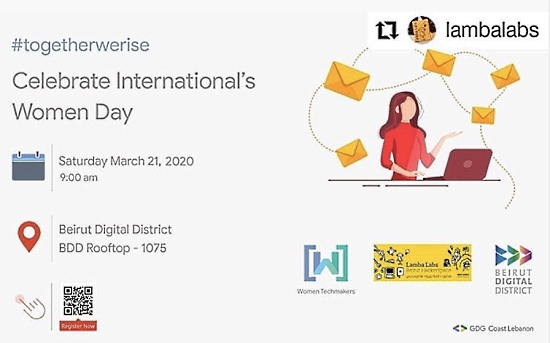 #togetherwerise
lambalabs
Celebrate International's
Women Day
Saturday March 21, 2020
9:00 am
Beirut Digital District
BDD Rooftop - 1075
Register Now
Women Techmakers
Lamba Labs
Beirut Hackerspace
BEIRUT
DIGITAL
DISTRICT
GDG Coast Lebanon